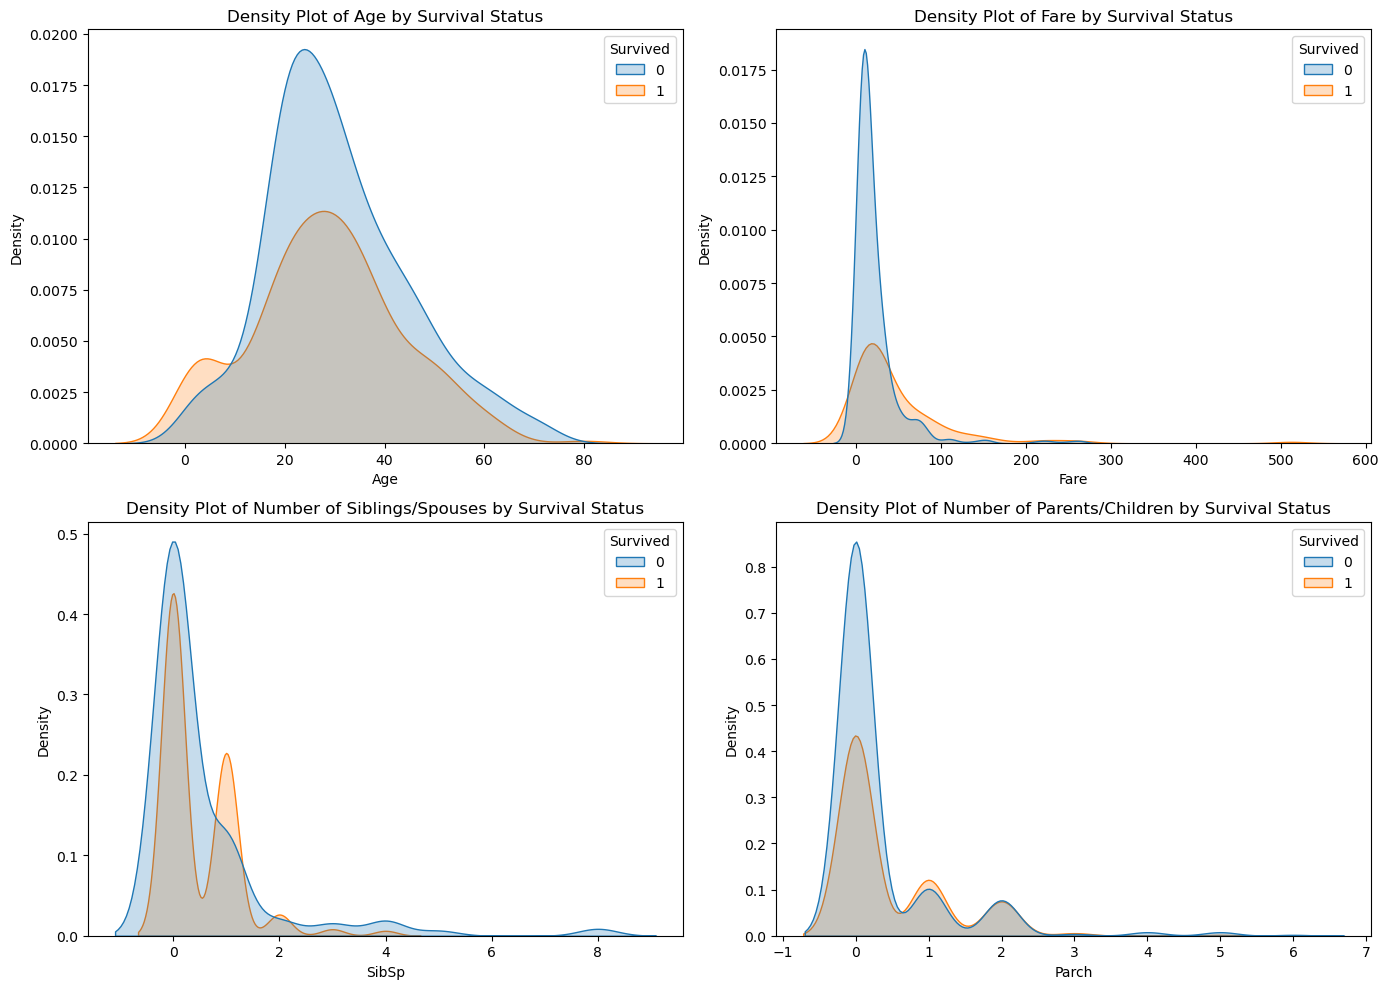 Density Plot of Age by Survival Status
0.0200
0.0175
0.0150
0.0125
0.0100
0.0075
0.0050
0.0025
0.0000
Density
Survived
0
1
0 20 40 60 80
Age
Density Plot of Fare by Survival Status
0.0175
0.0150
0.0125
0.0100
0.0075
0.0050
0.0025
0.0000
Density
Survived
0
1
0 100 200 300 400 500 600
Fare
Density Plot of Number of Siblings/Spouses by Survival Status
0.5
0.4
0.3
0.2
0.1
0.0
Density
Survived
0
1
0 2 4 6 8
SibSp
Density Plot of Number of Parents/Children by Survival Status
0.8
0.7
0.6
0.5
0.4
0.3
0.2
0.1
0.0
Density
Survived
0
1
−1 0 1 2 3 4 5 6 7
Parch